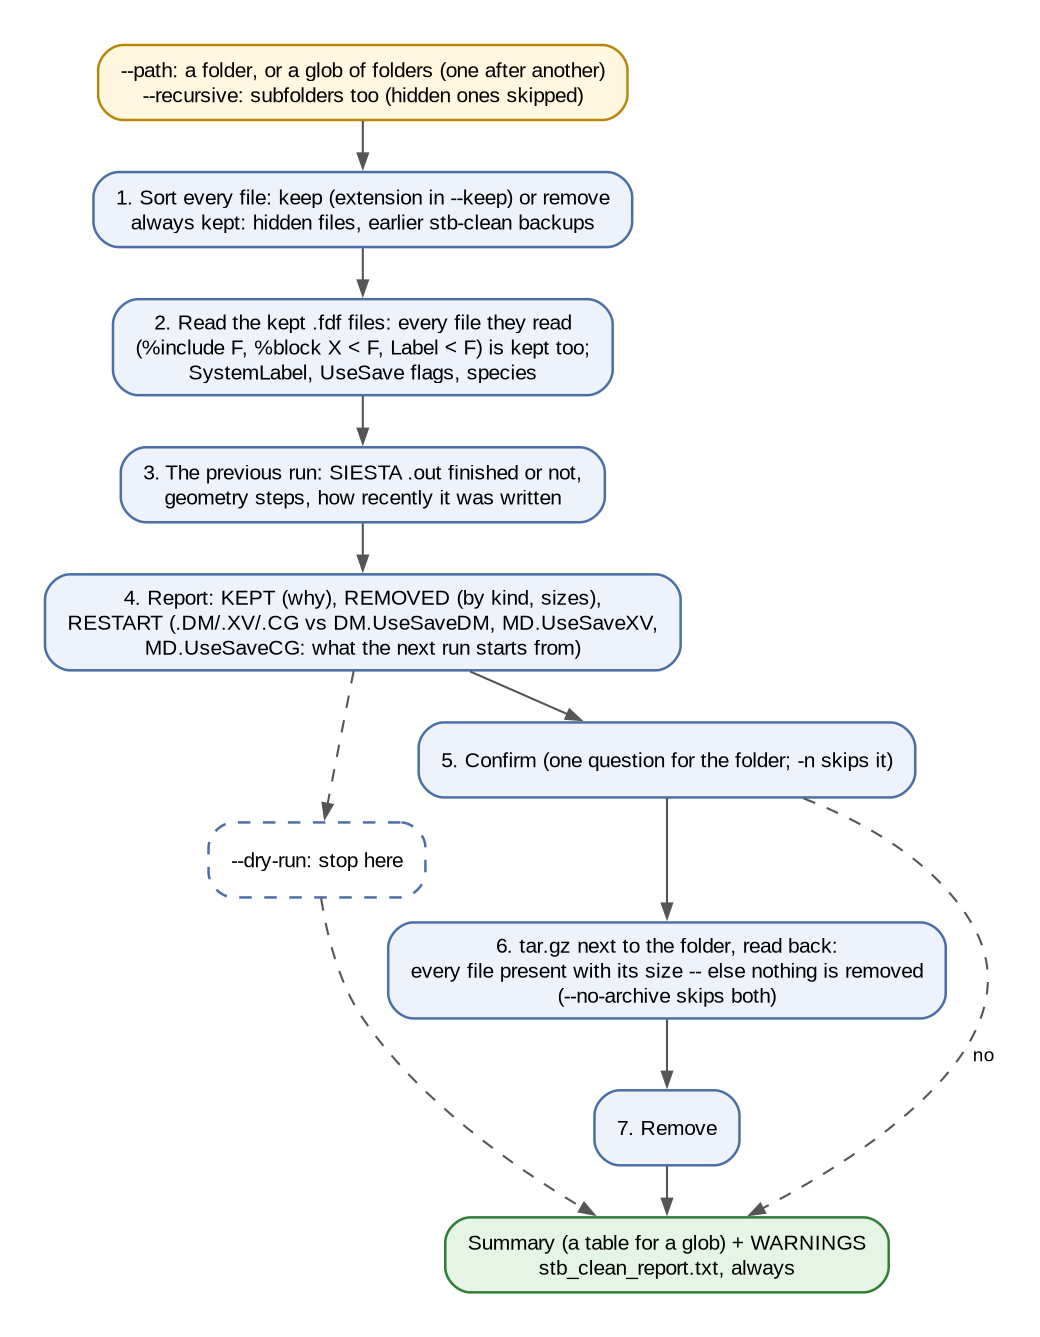 --path: a folder, or a glob of folders (one after another)
--recursive: subfolders too (hidden ones skipped)
1. Sort every file: keep (extension in --keep) or remove
always kept: hidden files, earlier stb-clean backups
2. Read the kept .fdf files: every file they read
(%include F, %block X < F, Label < F) is kept too;
SystemLabel, UseSave flags, species
3. The previous run: SIESTA .out finished or not,
geometry steps, how recently it was written
4. Report: KEPT (why), REMOVED (by kind, sizes),
RESTART (.DM/.XV/.CG vs DM.UseSaveDM, MD.UseSaveXV,
MD.UseSaveCG: what the next run starts from)
5. Confirm (one question for the folder; -n skips it)
--dry-run: stop here
6. tar.gz next to the folder, read back:
every file present with its size -- else nothing is removed
(--no-archive skips both)
no
7. Remove
Summary (a table for a glob) + WARNINGS
stb_clean_report.txt, always